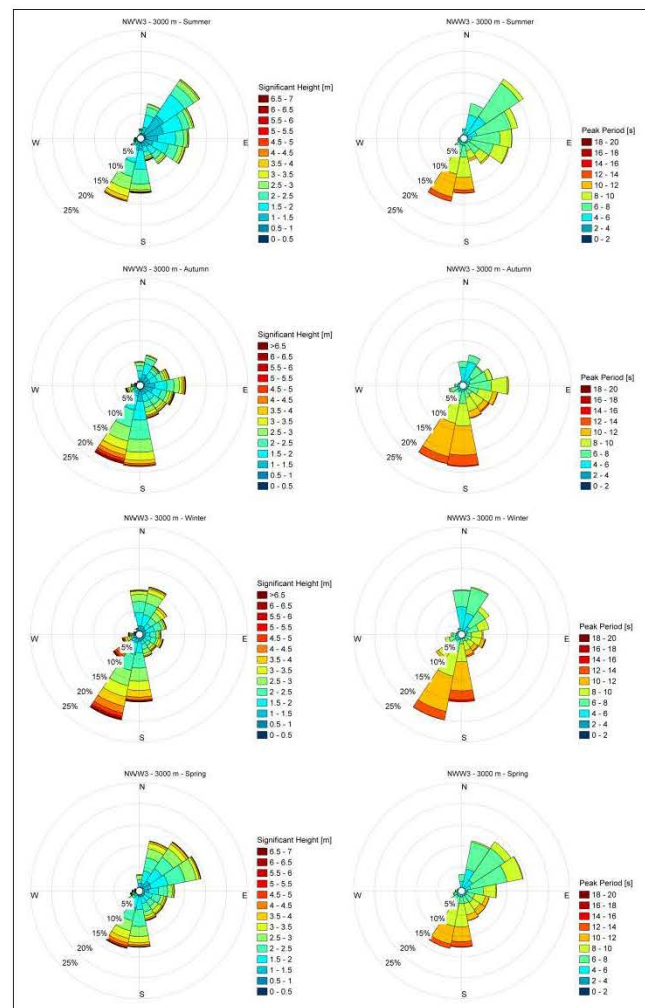 NWW3 - 3000 m - Summer
N
W
E
S
5%
10%
15%
20%
25%
Significant Height [m]
6.5 - 7
6 - 6.5
5.5 - 6
5 - 5.5
4.5 - 5
4 - 4.5
3.5 - 4
3 - 3.5
2.5 - 3
2 - 2.5
1.5 - 2
1 - 1.5
0.5 - 1
0 - 0.5
NWW3 - 3000 m - Summer
N
W
E
S
5%
10%
15%
20%
25%
Peak Period [s]
18 - 20
16 - 18
14 - 16
12 - 14
10 - 12
8 - 10
6 - 8
4 - 6
2 - 4
0 - 2
NWW3 - 3000 m - Autumn
N
W
E
S
5%
10%
15%
20%
25%
Significant Height [m]
>6.5
6 - 6.5
5.5 - 6
5 - 5.5
4.5 - 5
4 - 4.5
3.5 - 4
3 - 3.5
2.5 - 3
2 - 2.5
1.5 - 2
1 - 1.5
0.5 - 1
0 - 0.5
NWW3 - 3000 m - Autumn
N
W
E
S
5%
10%
15%
20%
25%
Peak Period [s]
18 - 20
16 - 18
14 - 16
12 - 14
10 - 12
8 - 10
6 - 8
4 - 6
2 - 4
0 - 2
NWW3 - 3000 m - Winter
N
W
E
S
5%
10%
15%
20%
25%
Significant Height [m]
>6.5
6 - 6.5
5.5 - 6
5 - 5.5
4.5 - 5
4 - 4.5
3.5 - 4
3 - 3.5
2.5 - 3
2 - 2.5
1.5 - 2
1 - 1.5
0.5 - 1
0 - 0.5
NWW3 - 3000 m - Winter
N
W
E
S
5%
10%
15%
20%
25%
Peak Period [s]
18 - 20
16 - 18
14 - 16
12 - 14
10 - 12
8 - 10
6 - 8
4 - 6
2 - 4
0 - 2
NWW3 - 3000 m - Spring
N
W
E
S
5%
10%
15%
20%
25%
Significant Height [m]
6.5 - 7
6 - 6.5
5.5 - 6
5 - 5.5
4.5 - 5
4 - 4.5
3.5 - 4
3 - 3.5
2.5 - 3
2 - 2.5
1.5 - 2
1 - 1.5
0.5 - 1
0 - 0.5
NWW3 - 3000 m - Spring
N
W
E
S
5%
10%
15%
20%
25%
Peak Period [s]
18 - 20
16 - 18
14 - 16
12 - 14
10 - 12
8 - 10
6 - 8
4 - 6
2 - 4
0 - 2